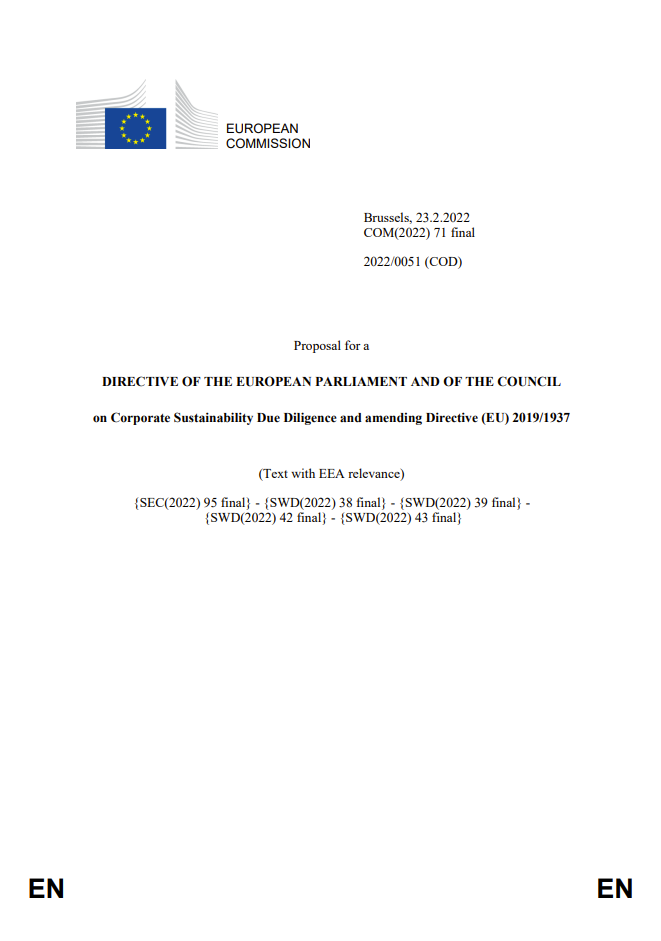 EUROPEAN
COMMISSION
Brussels, 23.2.2022
COM(2022) 71 final
2022/0051 (COD)
Proposal for a
DIRECTIVE OF THE EUROPEAN PARLIAMENT AND OF THE COUNCIL
on Corporate Sustainability Due Diligence and amending Directive (EU) 2019/1937
(Text with EEA relevance)
{SEC(2022) 95 final} - {SWD(2022) 38 final} - {SWD(2022) 39 final} -
{SWD(2022) 42 final} - {SWD(2022) 43 final}
EN EN